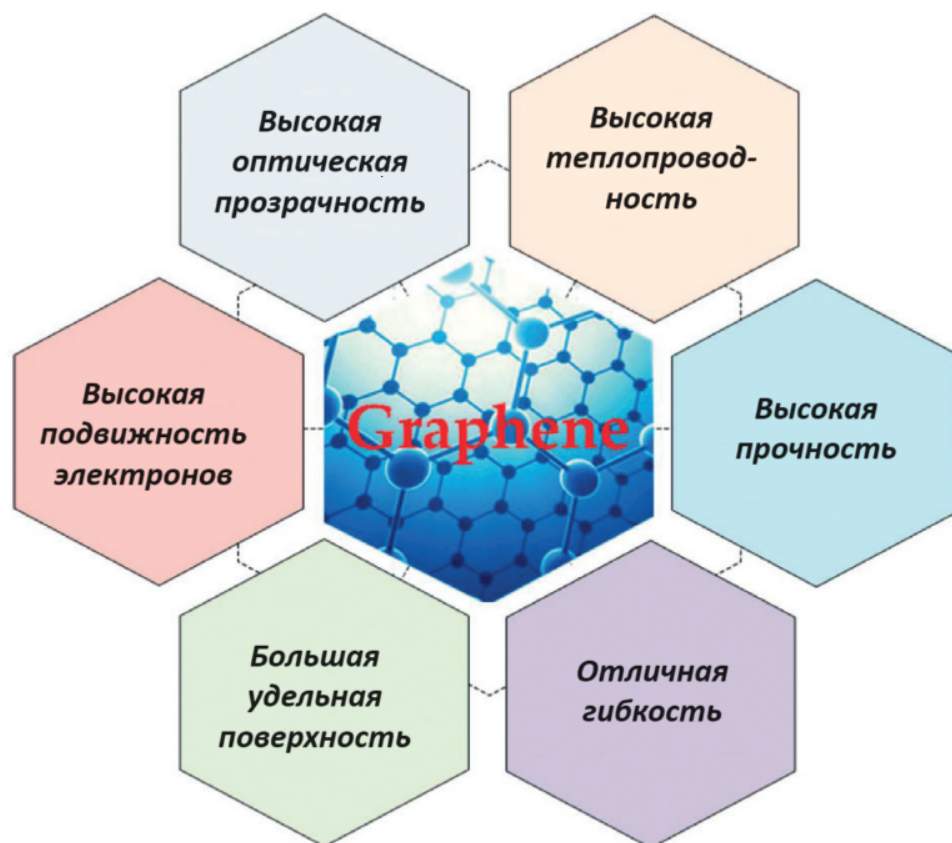 Высокая
оптическая
прозрачность
Высокая
теплопровод-
ность
Высокая
подвижность
электронов
Graphene
Высокая
прочность
Большая
удельная
поверхность
Отличная
гибкость